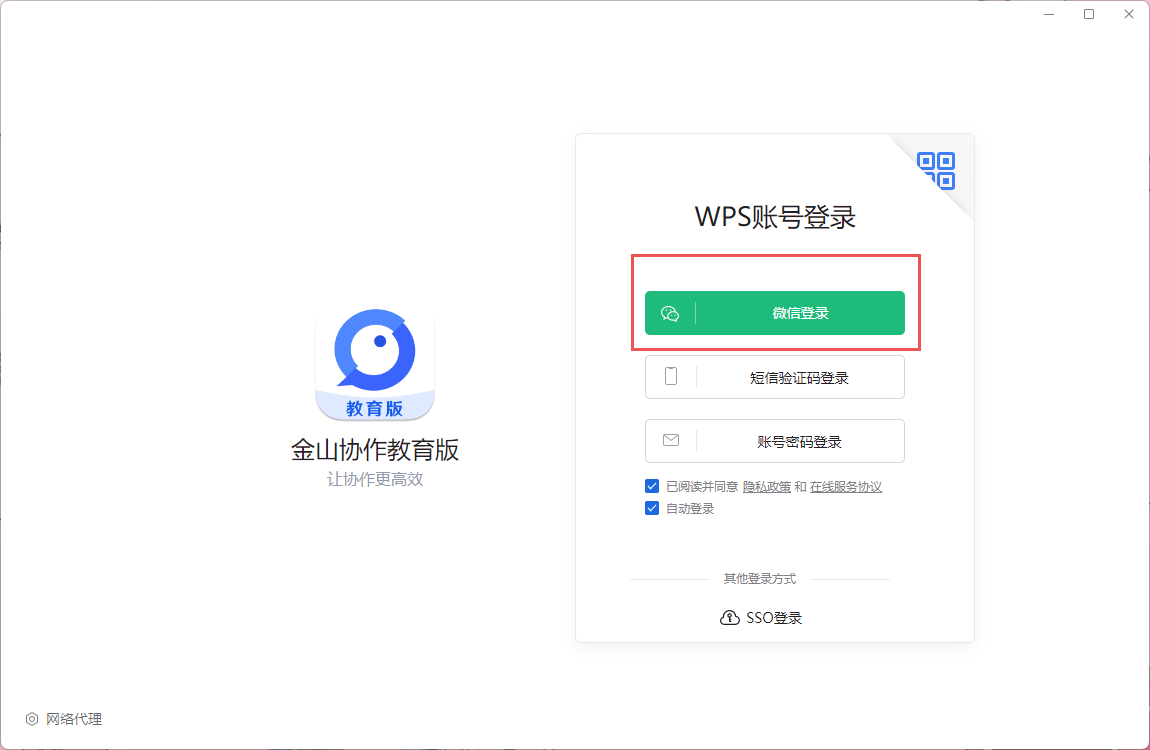 WPS账号登录
微信登录
短信验证码登录
账号密码登录
已阅读并同意 隐私政策 和 在线服务协议
自动登录
其他登录方式
SSO登录
教育版
金山协作教育版
让协作更高效
网络代理